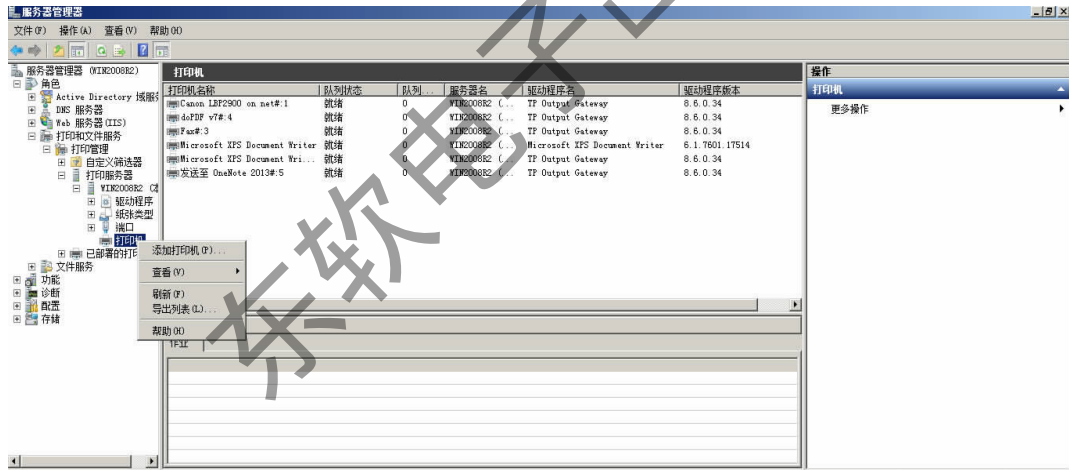 服务器管理器
文件(F) 操作(A) 查看(V) 帮助(H)
服务器管理器 (WIN2008R2)
角色
Active Directory 域服务
DNS 服务器
Web 服务器(IIS)
打印和文件服务
打印管理
自定义筛选器
打印服务器
WIN2008R2 (本
驱动程序
纸张类型
端口
打印机
已部署的打印
文件服务
功能
诊断
配置
存储
打印机
打印机名称 队列状态 队列... 服务器名 驱动程序名 驱动程序版本
Canon LBP2900 on net#:1 就绪 0 WIN2008R2 (... TP Output Gateway 8.6.0.34
doPDF v7#:4 就绪 0 WIN2008R2 (... TP Output Gateway 8.6.0.34
Fax#:3 就绪 0 WIN2008R2 (... TP Output Gateway 8.6.0.34
Microsoft XPS Document Writer 就绪 0 WIN2008R2 (... Microsoft XPS Document Writer 6.1.7601.17514
Microsoft XPS Document Wri... 就绪 0 WIN2008R2 (... TP Output Gateway 8.6.0.34
发送至 OneNote 2013#:5 就绪 0 WIN2008R2 (... TP Output Gateway 8.6.0.34
添加打印机(P)...
查看(V)
刷新(F)
导出列表(L)...
帮助(H)
作业
操作
打印机
更多操作
东软电子